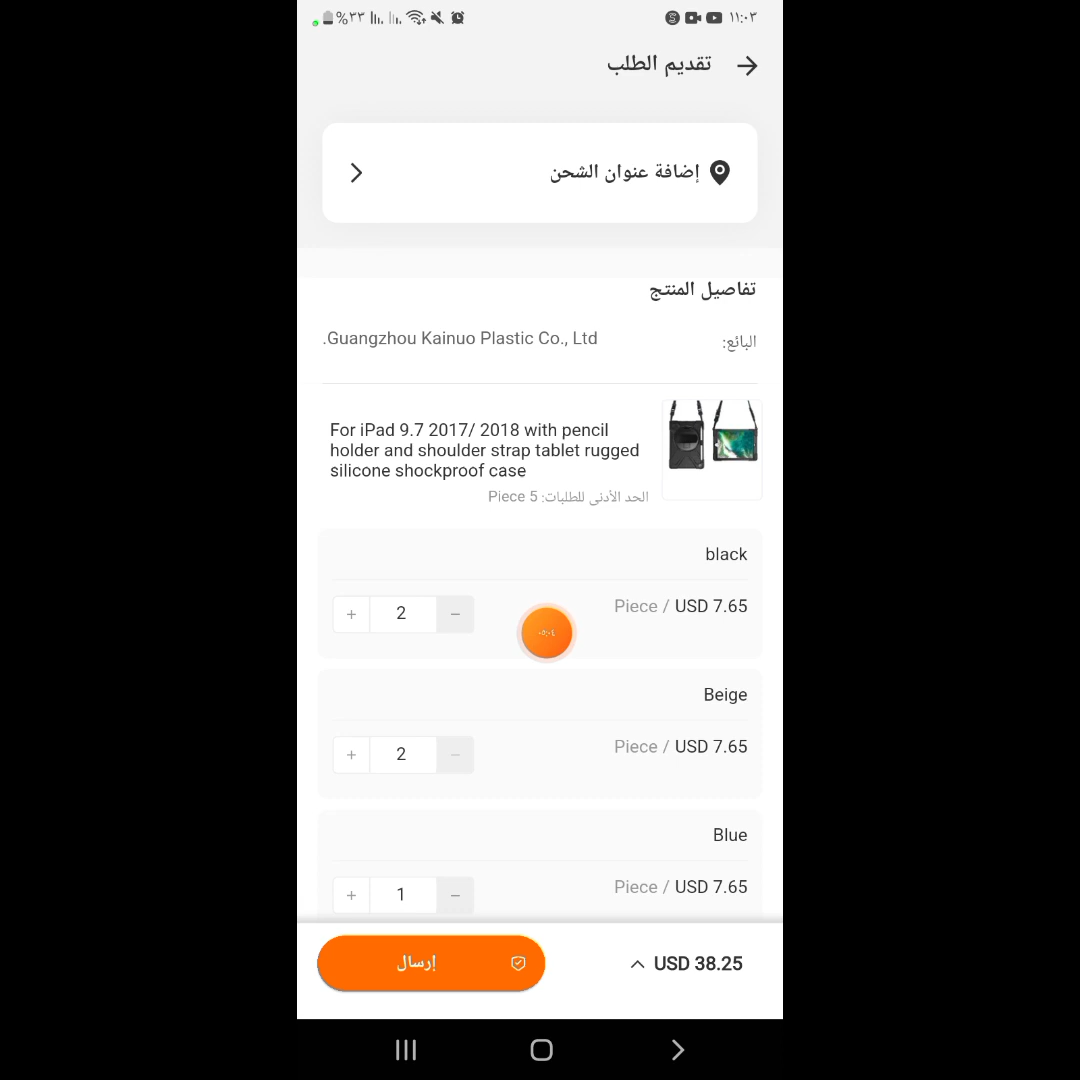 %٣٣ ١١:٠٣
تقديم الطلب
إضافة عنوان الشحن
تفاصيل المنتج
البائع: Guangzhou Kainuo Plastic Co., Ltd.
For iPad 9.7 2017/ 2018 with pencil
holder and shoulder strap tablet rugged
silicone shockproof case
الحد الأدنى للطلبات: 5 Piece
black
USD 7.65 / Piece
− 2 +
٠٥:٠٤
Beige
USD 7.65 / Piece
− 2 +
Blue
USD 7.65 / Piece
− 1 +
USD 38.25
إرسال